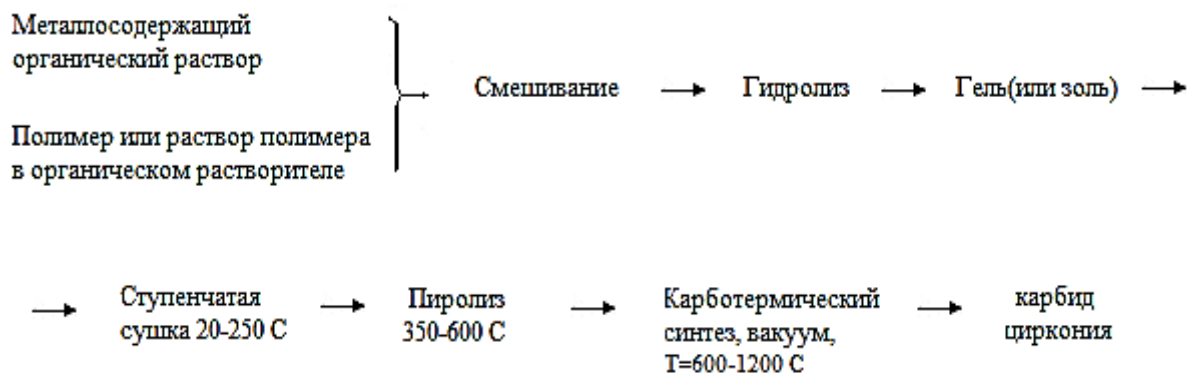 Металлосодержащий
органический раствор
Полимер или раствор полимера
в органическом растворителе
Смешивание
Гидролиз
Гель(или золь)
Ступенчатая
сушка 20-250 С
Пиролиз
350-600 С
Карботермический
синтез, вакуум,
Т=600-1200 С
карбид
циркония